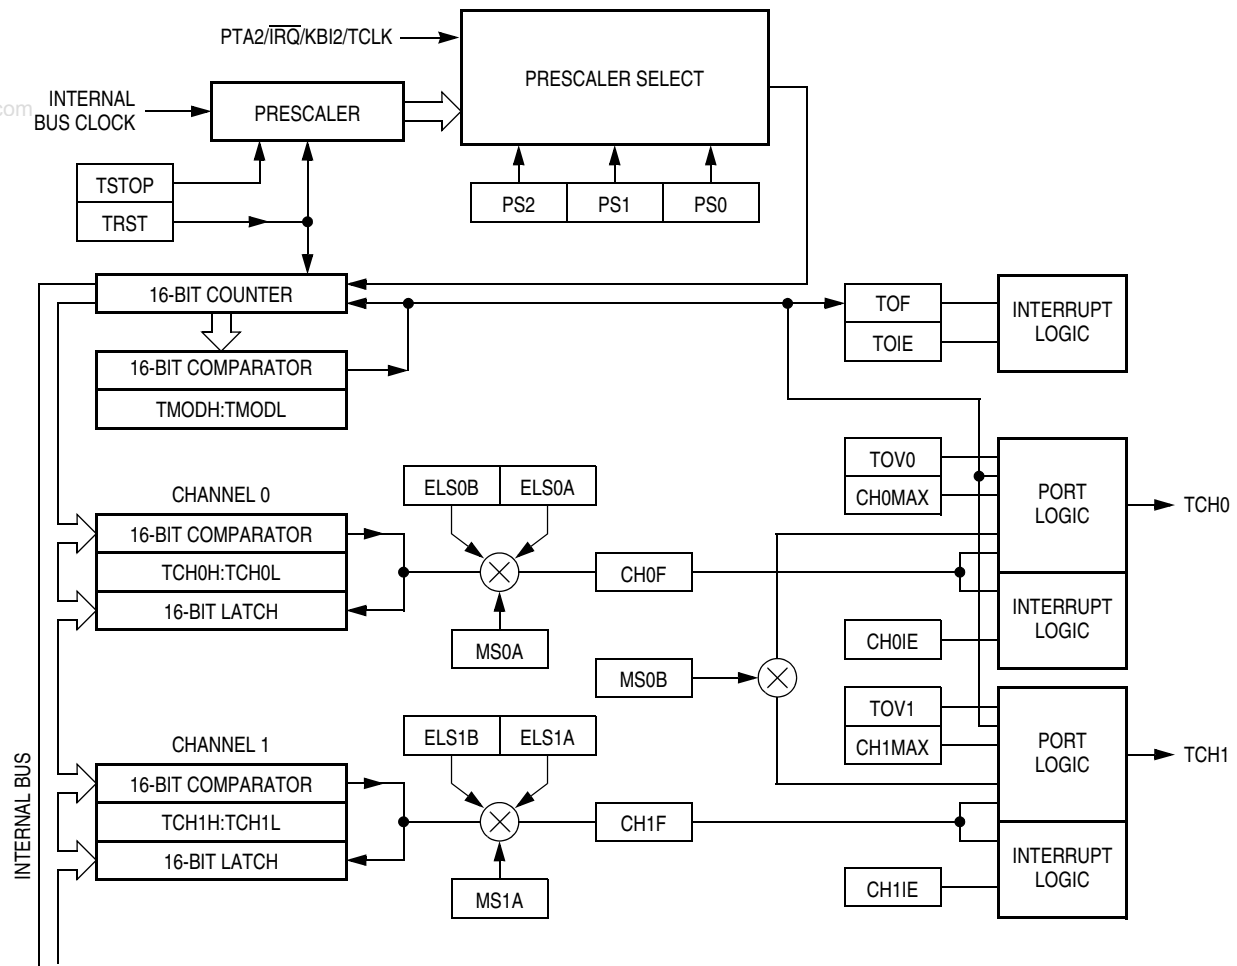 PTA2/IRQ/KBI2/TCLK
PRESCALER SELECT
com
INTERNAL
BUS CLOCK
PRESCALER
TSTOP
TRST
PS2
PS1
PS0
16-BIT COUNTER
16-BIT COMPARATOR
TMODH:TMODL
TOF
TOIE
INTERRUPT
LOGIC
CHANNEL 0
16-BIT COMPARATOR
TCH0H:TCH0L
16-BIT LATCH
ELS0B
ELS0A
MS0A
CH0F
TOV0
CH0MAX
PORT
LOGIC
TCH0
INTERRUPT
LOGIC
CH0IE
MS0B
CHANNEL 1
16-BIT COMPARATOR
TCH1H:TCH1L
16-BIT LATCH
ELS1B
ELS1A
MS1A
CH1F
TOV1
CH1MAX
PORT
LOGIC
TCH1
INTERRUPT
LOGIC
CH1IE
INTERNAL BUS